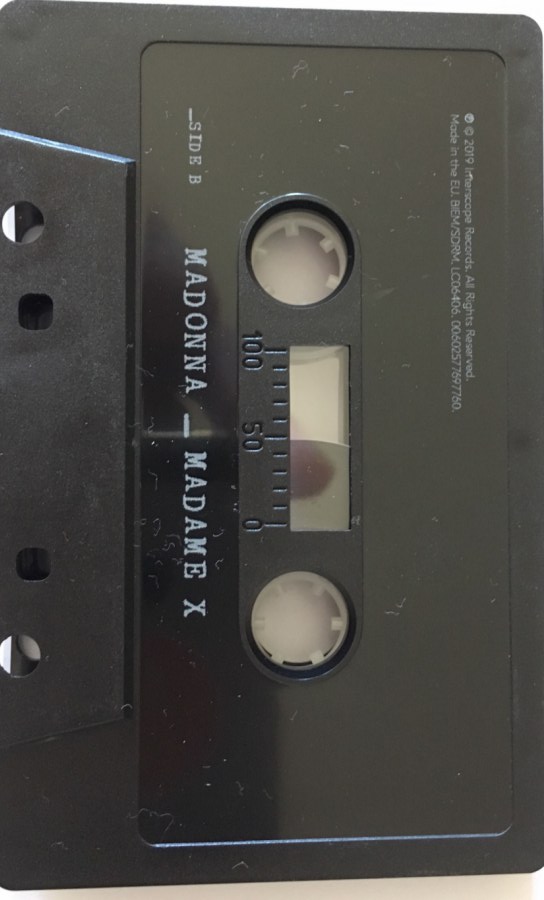 ℗ © 2019 Interscope Records. All Rights Reserved.
Made in the EU. BIEM/SDRM. LC06406. 00602577697760.
100 50 0
_SIDE B
MADONNA — MADAME X